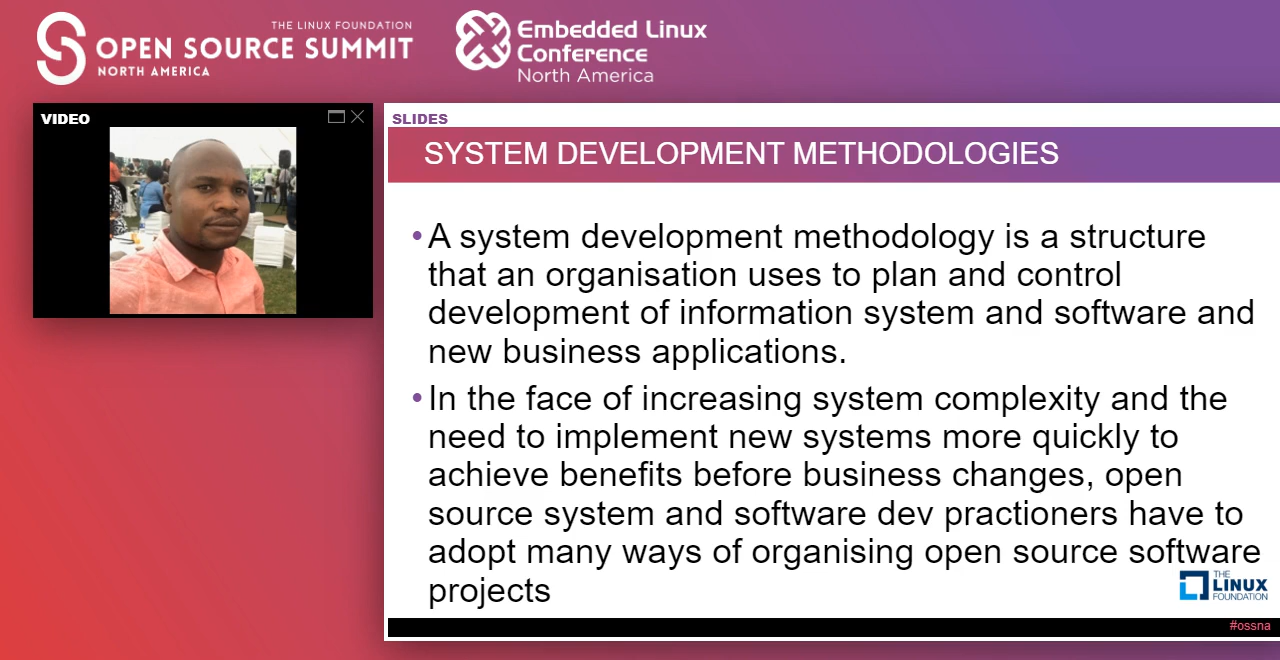 THE LINUX FOUNDATION
OPEN SOURCE SUMMIT
NORTH AMERICA
Embedded Linux
Conference
North America
VIDEO
SLIDES
SYSTEM DEVELOPMENT METHODOLOGIES
•A system development methodology is a structure
that an organisation uses to plan and control
development of information system and software and
new business applications.
•In the face of increasing system complexity and the
need to implement new systems more quickly to
achieve benefits before business changes, open
source system and software dev practioners have to
adopt many ways of organising open source software
projects
THE
LINUX
FOUNDATION
#ossna